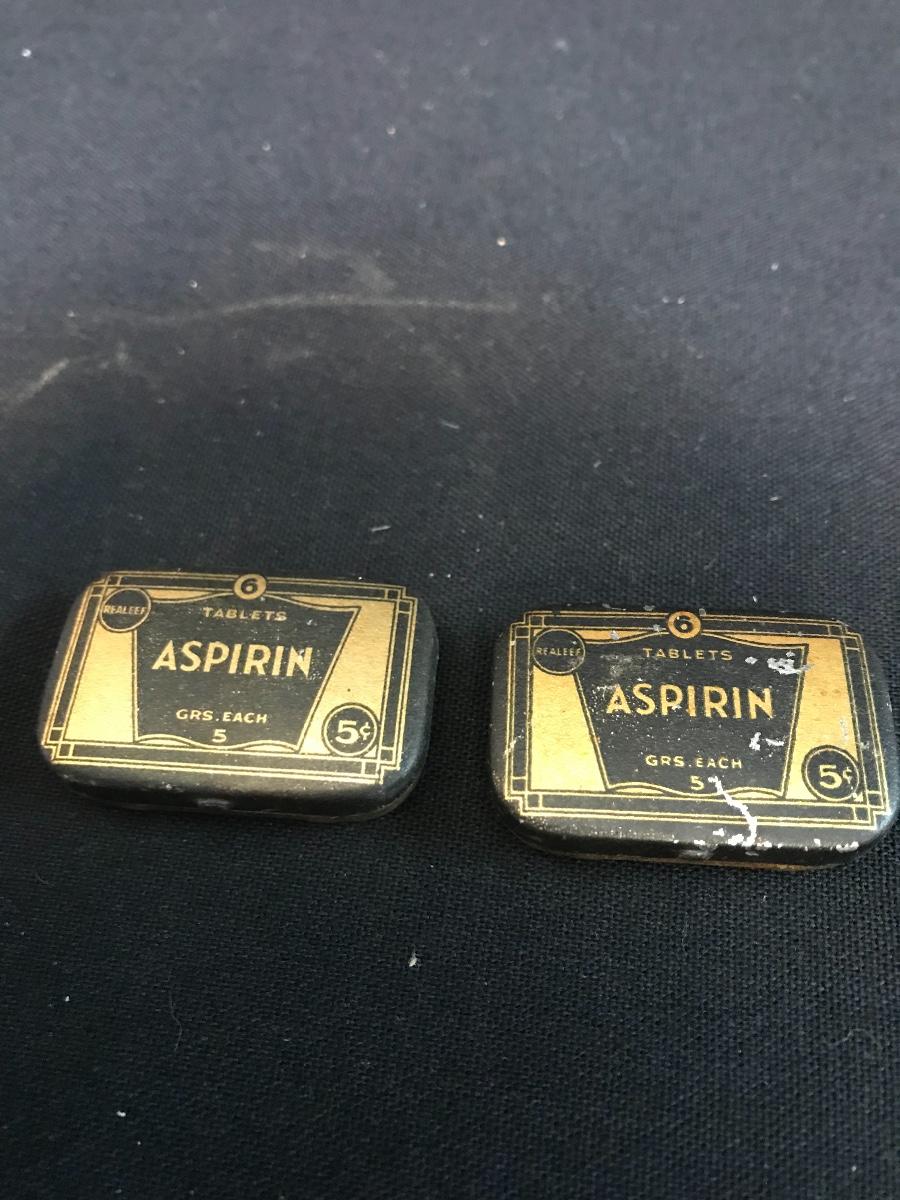 6
REALEEF
TABLETS
ASPIRIN
GRS. EACH
5
5¢
6
REALEEF
TABLETS
ASPIRIN
GRS. EACH
5
5¢